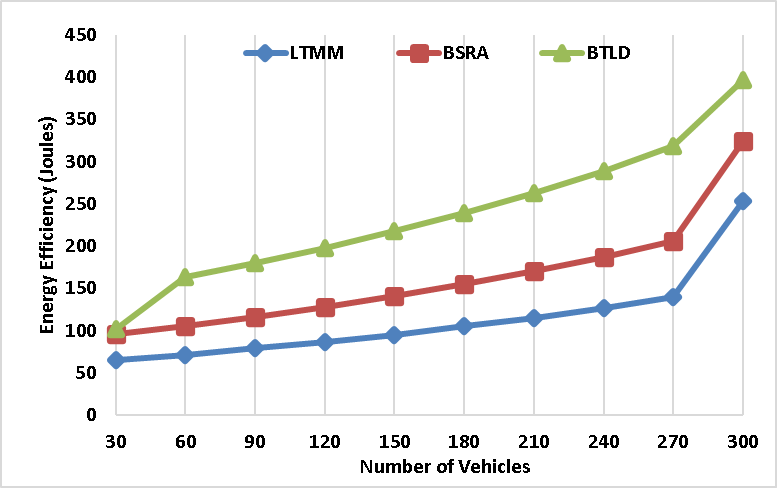 LTMM BSRA BTLD
Energy Efficiency (Joules)
450
400
350
300
250
200
150
100
50
0
30 60 90 120 150 180 210 240 270 300
Number of Vehicles